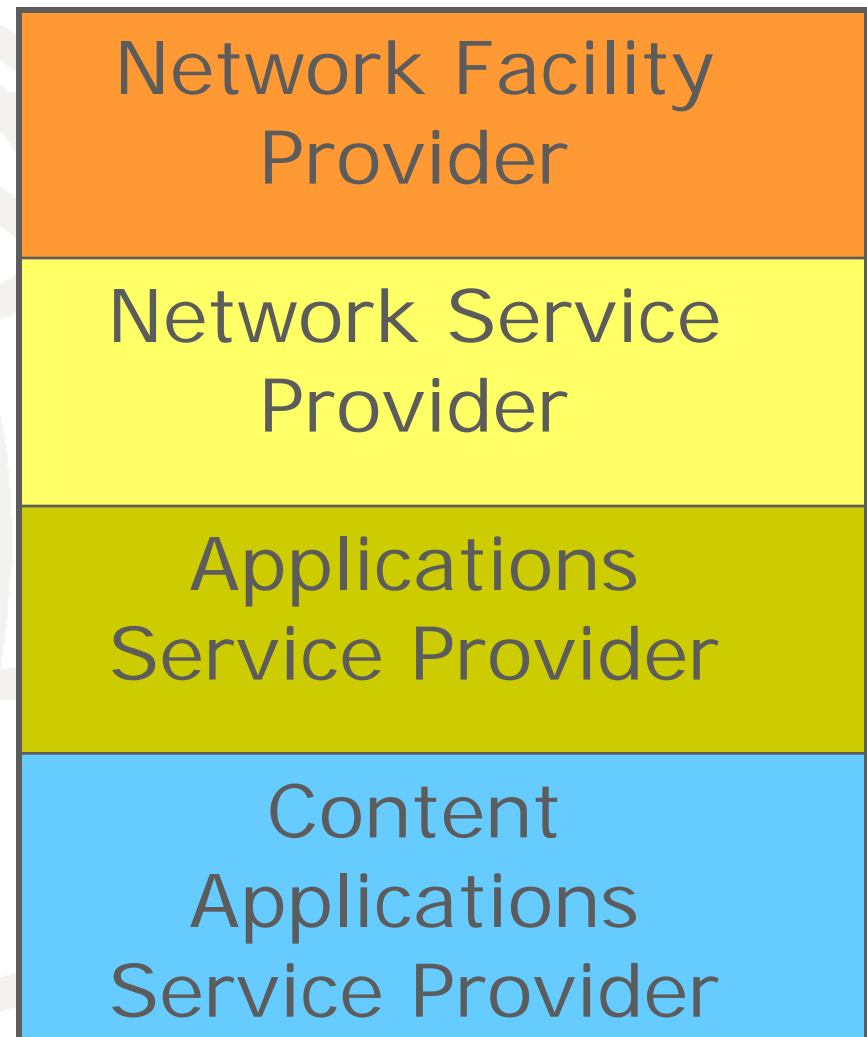 Network Facility
Provider
Network Service
Provider
Applications
Service Provider
Content
Applications
Service Provider